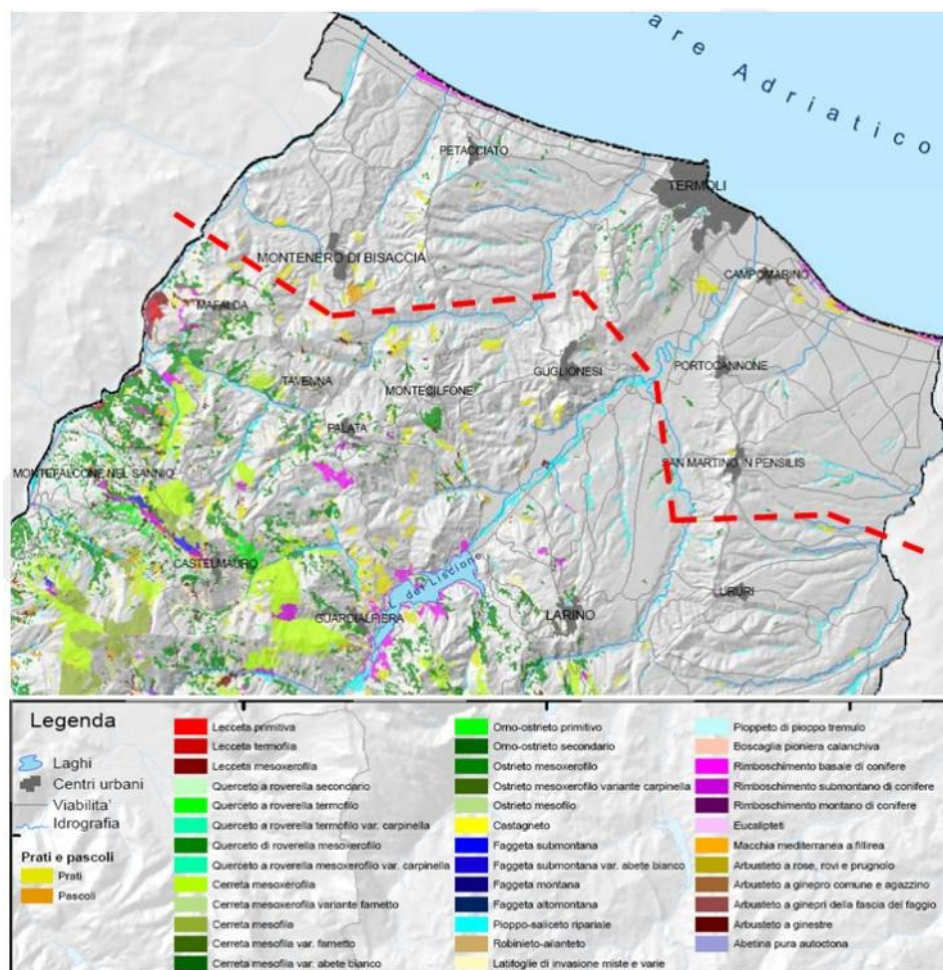 are Adriatico
PETACCIATO
TERMOLI
MONTENERO DI BISACCIA
CAMPOMARINO
MAFALDA
GUGLIONESI
PORTOCANNONE
TAVENNA
MONTECILFONE
PALATA
MONTEFALCONE NEL SANNIO
SAN MARTINO IN PENSILIS
CASTELMAURO
L. del Liscione
GUARDIALFIERA
LARINO
URURI
Legenda
Laghi
Centri urbani
Viabilita'
Idrografia
Prati e pascoli
Prati
Pascoli
Lecceta primitiva
Lecceta termofila
Lecceta mesoxerofila
Querceto a roverella secondario
Querceto a roverella termofilo
Querceto a roverella termofilo var. carpinella
Querceto di roverella mesoxerofilo
Querceto a roverella mesoxerofilo var. carpinella
Cerreta mesoxerofila
Cerreta mesoxerofila variante farnetto
Cerreta mesofila
Cerreta mesofila var. farnetto
Cerreta mesofila var. abete bianco
Orno-ostrieto primitivo
Orno-ostrieto secondario
Ostrieto mesoxerofilo
Ostrieto mesoxerofilo variante carpinella
Ostrieto mesofilo
Castagneto
Faggeta submontana
Faggeta submontana var. abete bianco
Faggeta montana
Faggeta altomontana
Pioppo-saliceto ripariale
Robinieto-ailanteto
Latifoglie di invasione miste e varie
Pioppeto di pioppo tremulo
Boscaglia pioniera calanchiva
Rimboschimento basale di conifere
Rimboschimento submontano di conifere
Rimboschimento montano di conifere
Eucalipteti
Macchia mediterranea a fillirea
Arbusteto a rose, rovi e prugnolo
Arbusteto a ginepro comune e agazzino
Arbusteto a ginepri della fascia del faggio
Arbusteto a ginestre
Abetina pura autoctona